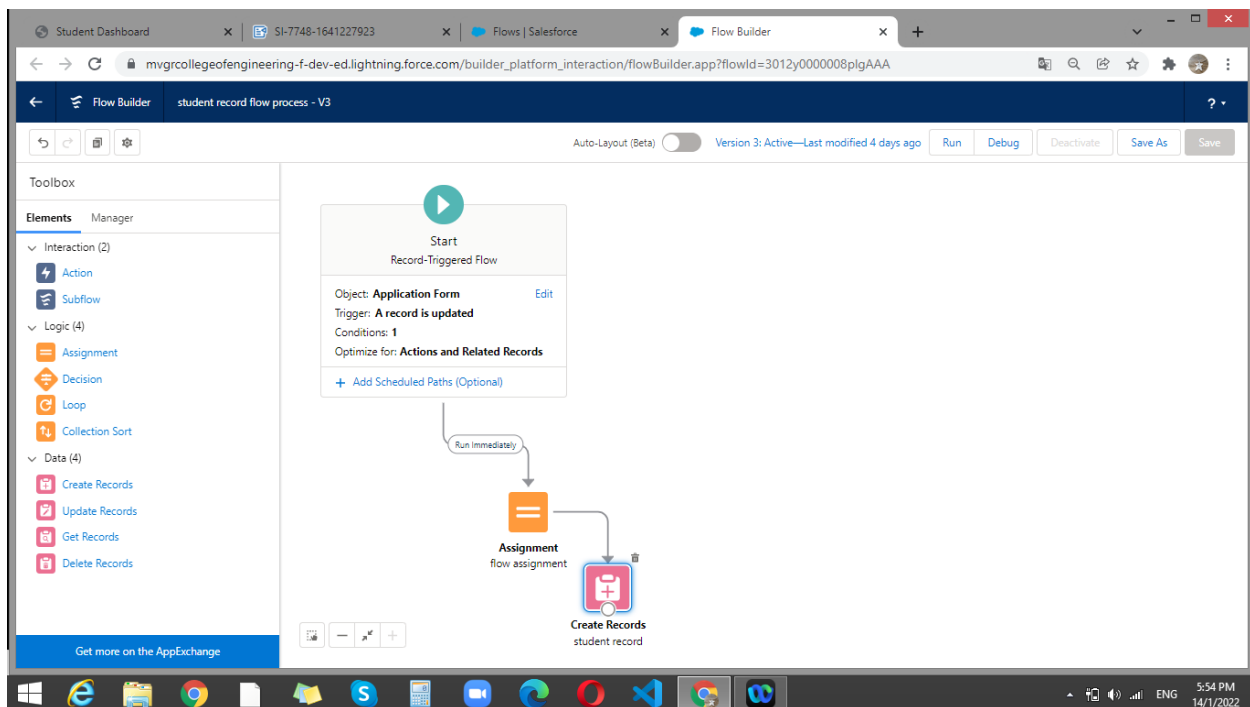 Student Dashboard
SI-7748-1641227923
Flows | Salesforce
Flow Builder
mvgrcollegeofengineering-f-dev-ed.lightning.force.com/builder_platform_interaction/flowBuilder.app?flowId=3012y0000008plgAAA
Flow Builder
student record flow process - V3
?
Auto-Layout (Beta)
Version 3: Active—Last modified 4 days ago
Run
Debug
Deactivate
Save As
Save
Toolbox
Elements
Manager
Interaction (2)
Action
Subflow
Logic (4)
Assignment
Decision
Loop
Collection Sort
Data (4)
Create Records
Update Records
Get Records
Delete Records
Get more on the AppExchange
Start
Record-Triggered Flow
Object: Application Form
Edit
Trigger: A record is updated
Conditions: 1
Optimize for: Actions and Related Records
+ Add Scheduled Paths (Optional)
Run Immediately
Assignment
flow assignment
Create Records
student record
ENG
5:54 PM
14/1/2022